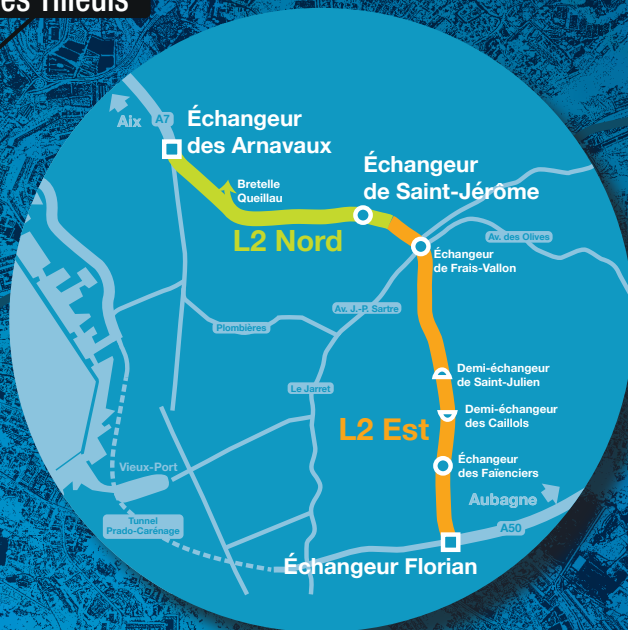 es Tilleuls
Échangeur
des Arnavaux
Aix
A7
Échangeur
de Saint-Jérôme
Bretelle
Queillau
L2 Nord
Av. des Olives
Échangeur
de Frais-Vallon
Av. J.-P. Sartre
Plombières
Demi-échangeur
de Saint-Julien
Le Jarret
Demi-échangeur
des Caillols
L2 Est
Échangeur
des Faïenciers
Vieux-Port
Aubagne
Tunnel
Prado-Carénage
A50
Échangeur Florian